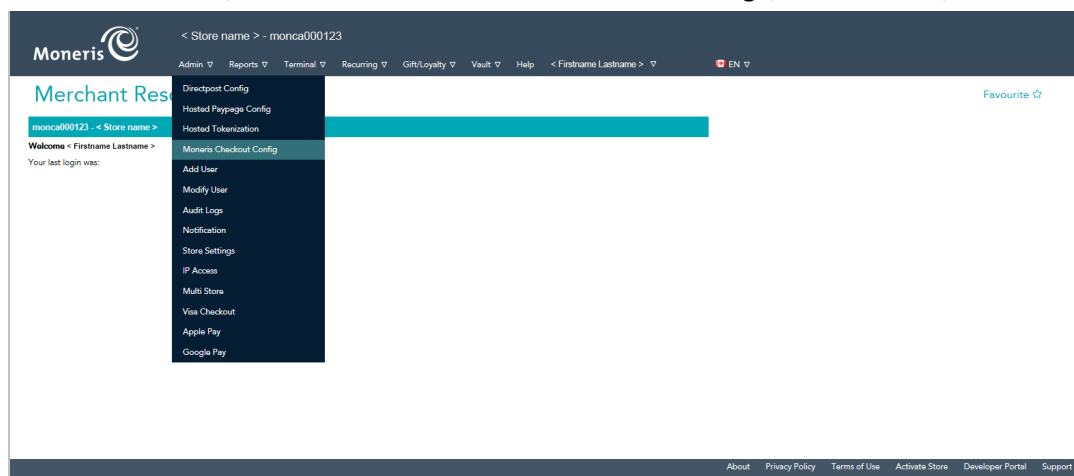 < Store name > - monca000123
Moneris
Admin Reports Terminal Recurring Gift/Loyalty Vault Help < Firstname Lastname > EN
Merchant Res
Favourite
Directpost Config
Hosted Paypage Config
monca000123 - < Store name >
Hosted Tokenization
Welcome < Firstname Lastname >
Moneris Checkout Config
Your last login was:
Add User
Modify User
Audit Logs
Notification
Store Settings
IP Access
Multi Store
Visa Checkout
Apple Pay
Google Pay
About Privacy Policy Terms of Use Activate Store Developer Portal Support